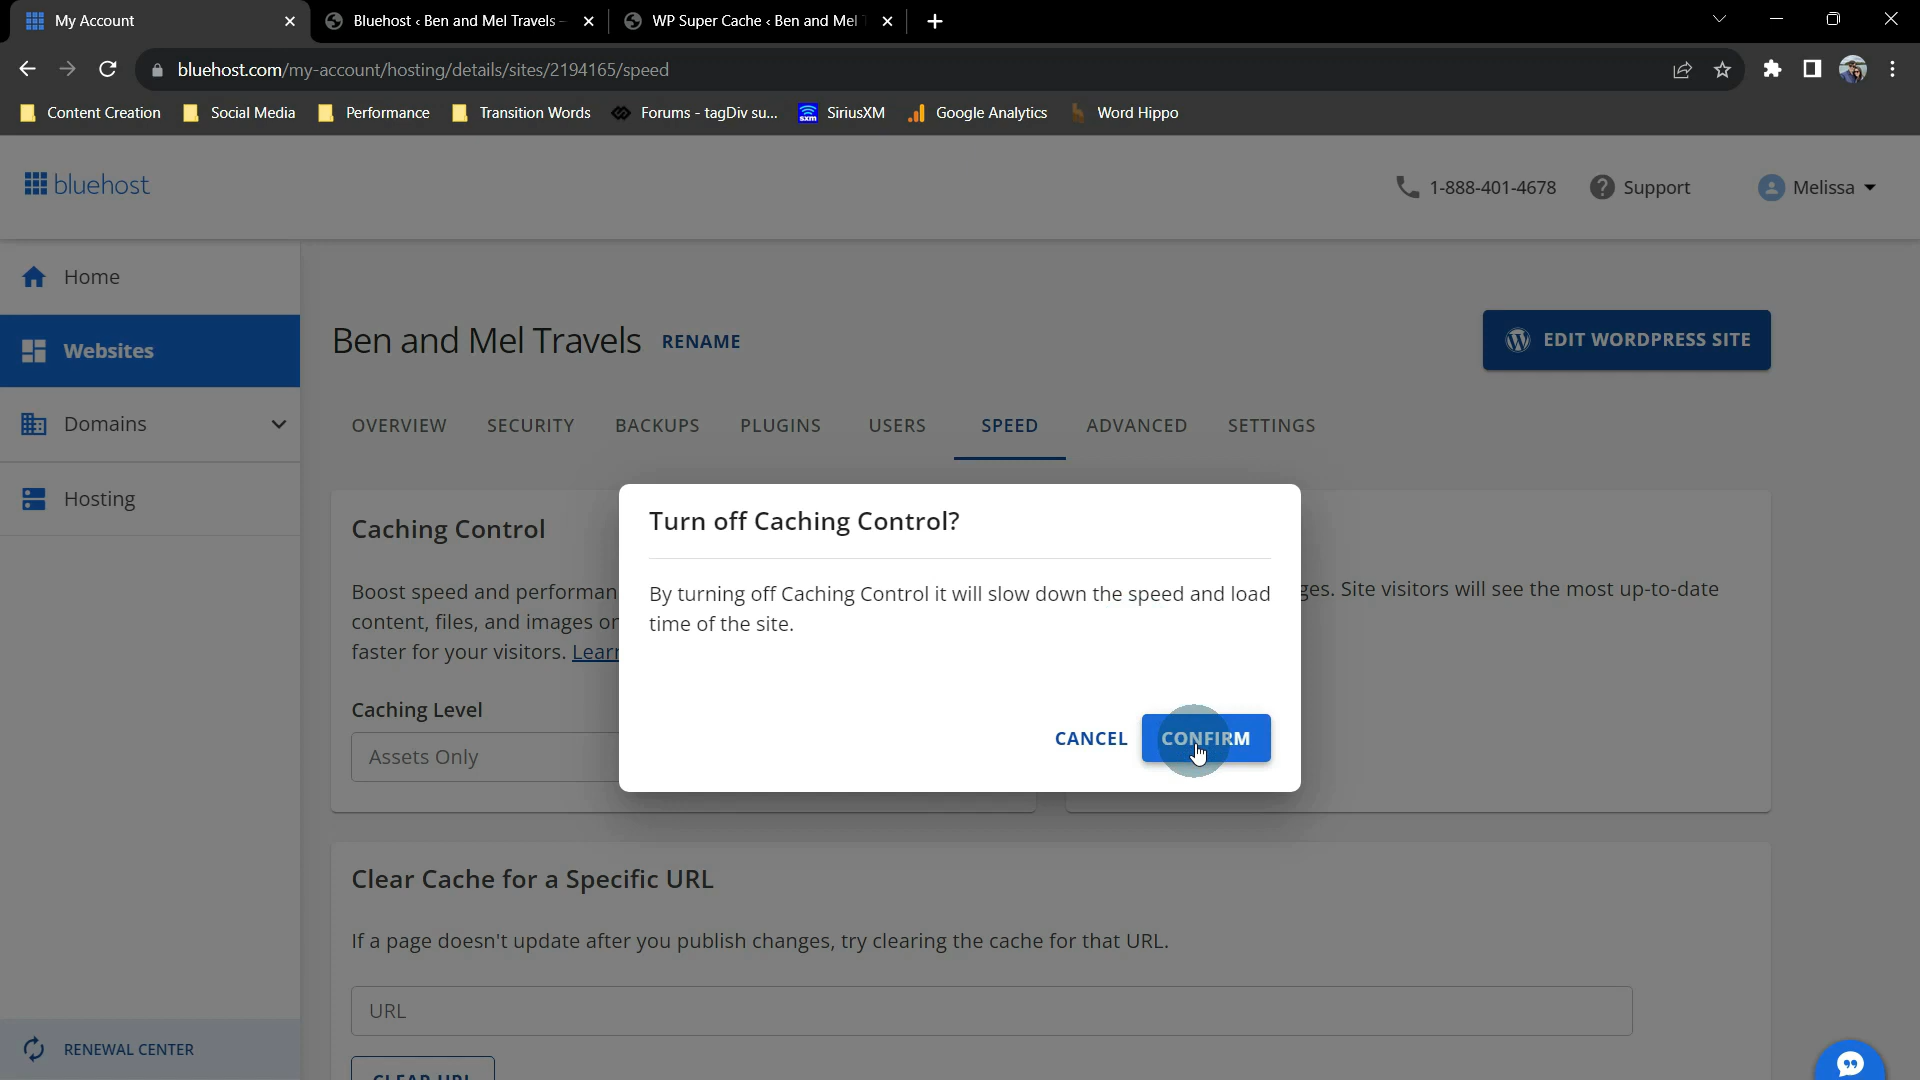 My Account
Bluehost ‹ Ben and Mel Travels -
WP Super Cache ‹ Ben and Mel
bluehost.com/my-account/hosting/details/sites/2194165/speed
Content Creation
Social Media
Performance
Transition Words
Forums - tagDiv su...
SiriusXM
Google Analytics
Word Hippo
bluehost
1-888-401-4678
Support
Melissa
Home
Websites
Domains
Hosting
RENEWAL CENTER
Ben and Mel Travels
RENAME
EDIT WORDPRESS SITE
OVERVIEW
SECURITY
BACKUPS
PLUGINS
USERS
SPEED
ADVANCED
SETTINGS
Caching Control
Boost speed and performan
content, files, and images or
faster for your visitors. Lear
Caching Level
Assets Only
ges. Site visitors will see the most up-to-date
Turn off Caching Control?
By turning off Caching Control it will slow down the speed and load
time of the site.
CANCEL
CONFIRM
Clear Cache for a Specific URL
If a page doesn't update after you publish changes, try clearing the cache for that URL.
URL
CLEAR URL